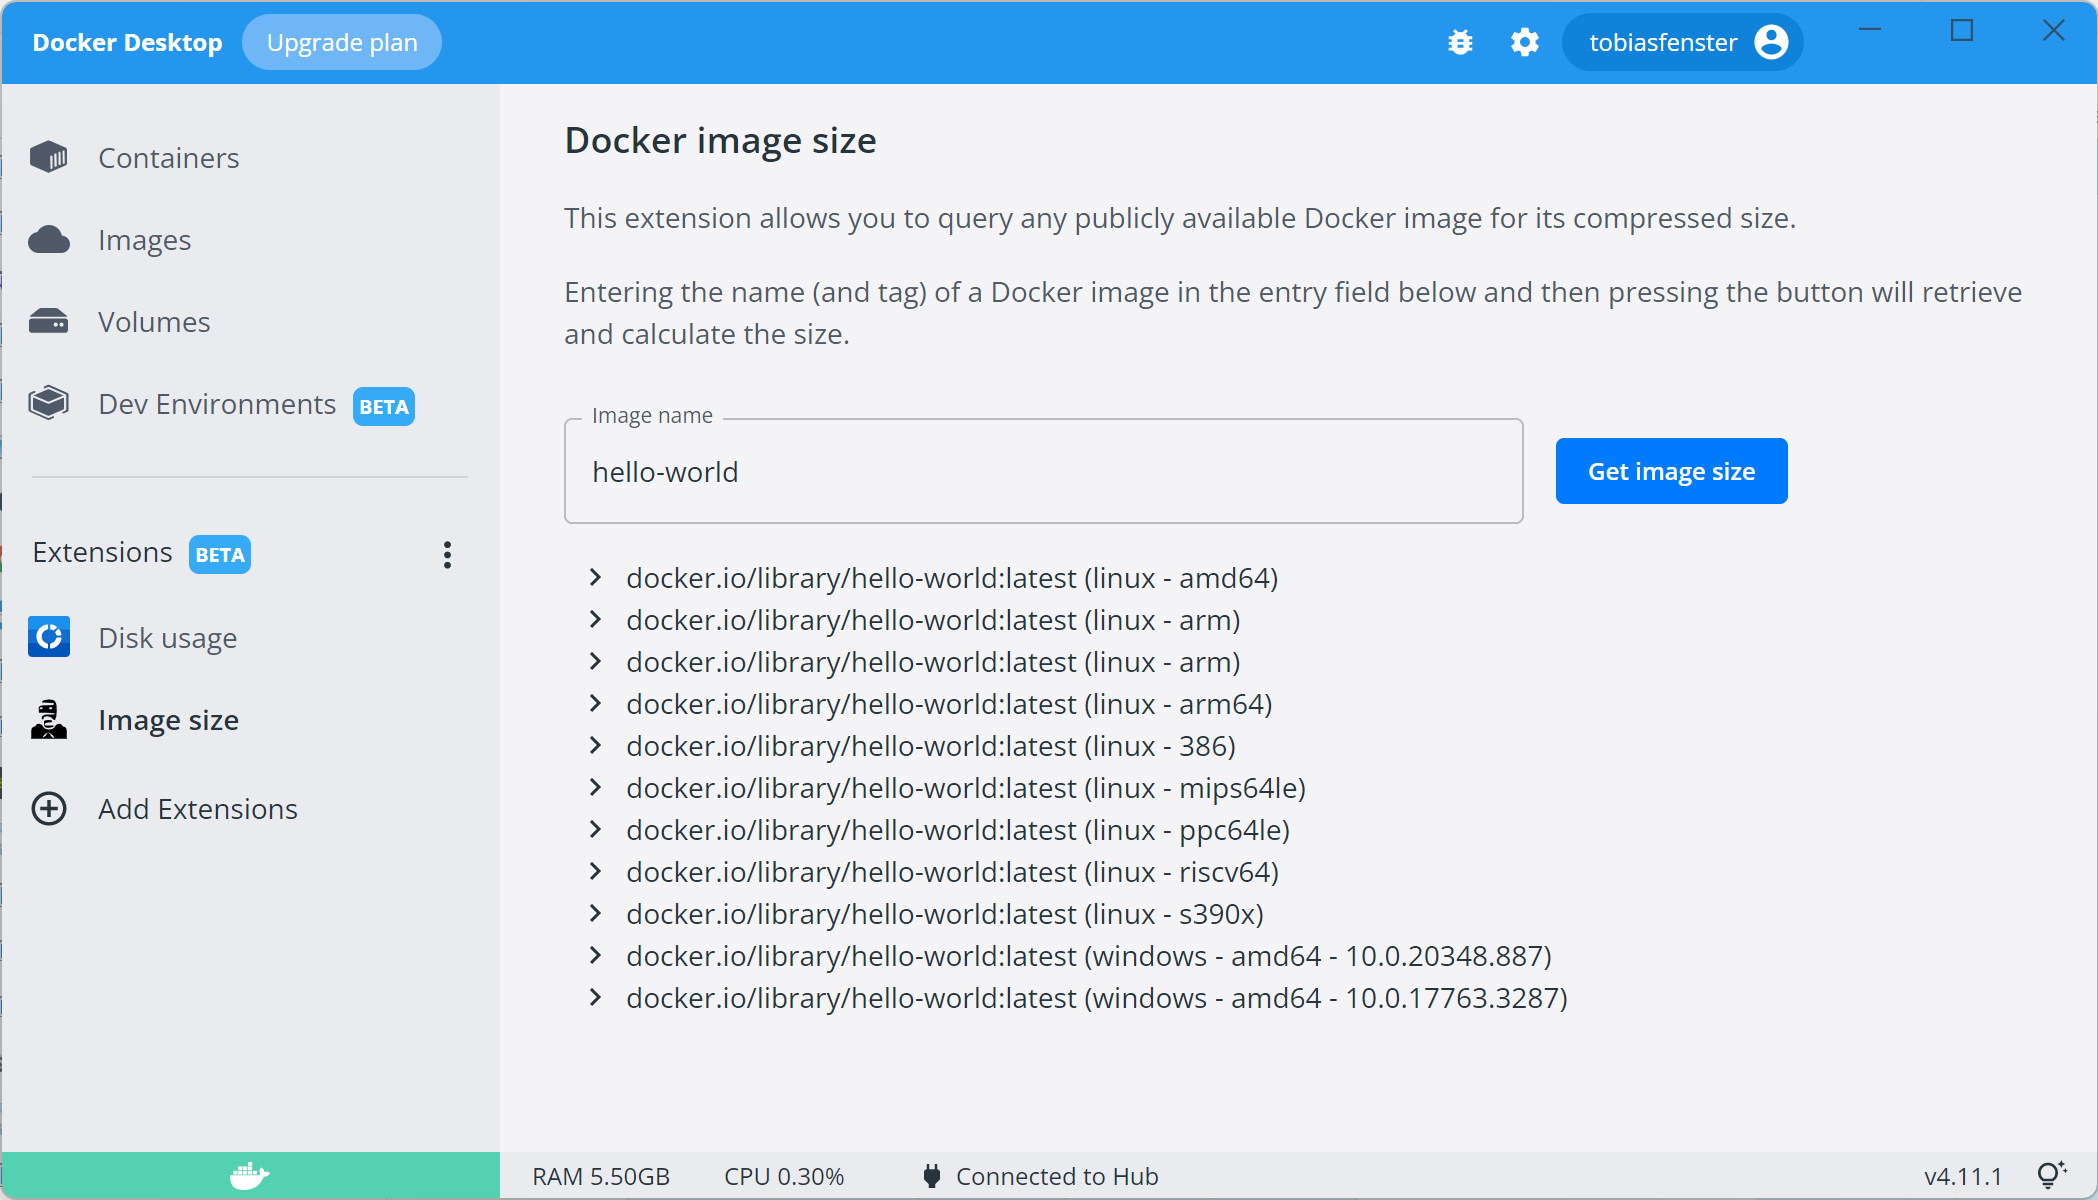 Docker Desktop
Upgrade plan
tobiasfenster
Containers
Images
Volumes
Dev Environments BETA
Extensions BETA
Disk usage
Image size
Add Extensions
Docker image size
This extension allows you to query any publicly available Docker image for its compressed size.
Entering the name (and tag) of a Docker image in the entry field below and then pressing the button will retrieve
and calculate the size.
Image name
hello-world
Get image size
docker.io/library/hello-world:latest (linux - amd64)
docker.io/library/hello-world:latest (linux - arm)
docker.io/library/hello-world:latest (linux - arm)
docker.io/library/hello-world:latest (linux - arm64)
docker.io/library/hello-world:latest (linux - 386)
docker.io/library/hello-world:latest (linux - mips64le)
docker.io/library/hello-world:latest (linux - ppc64le)
docker.io/library/hello-world:latest (linux - riscv64)
docker.io/library/hello-world:latest (linux - s390x)
docker.io/library/hello-world:latest (windows - amd64 - 10.0.20348.887)
docker.io/library/hello-world:latest (windows - amd64 - 10.0.17763.3287)
RAM 5.50GB
CPU 0.30%
Connected to Hub
v4.11.1